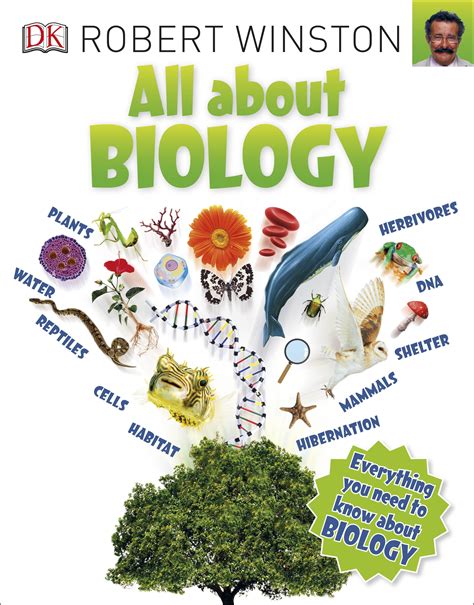 DK ROBERT WINSTON
All about
BIOLOGY
PLANTS
WATER
REPTILES
CELLS
HABITAT
HERBIVORES
DNA
SHELTER
MAMMALS
HIBERNATION
Everything
you need to
know about
BIOLOGY